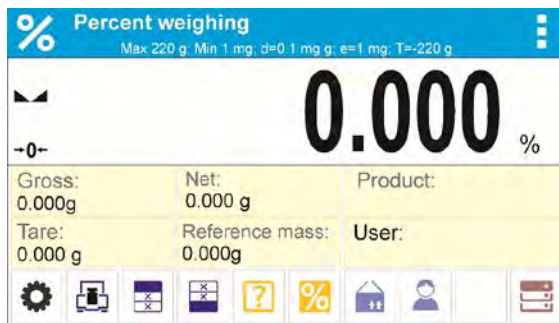 % Percent weighing
Max 220 g; Min 1 mg; d=0.1 mg g; e=1 mg; T=-220 g
0.000 %
→0←
Gross: Net: Product:
0.000g 0.000 g
Tare: Reference mass: User:
0.000 g 0.000g
? %